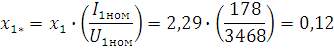 x₁* = x₁ · (I₁ном / U₁ном) = 2,29 · (178 / 3468) = 0,12